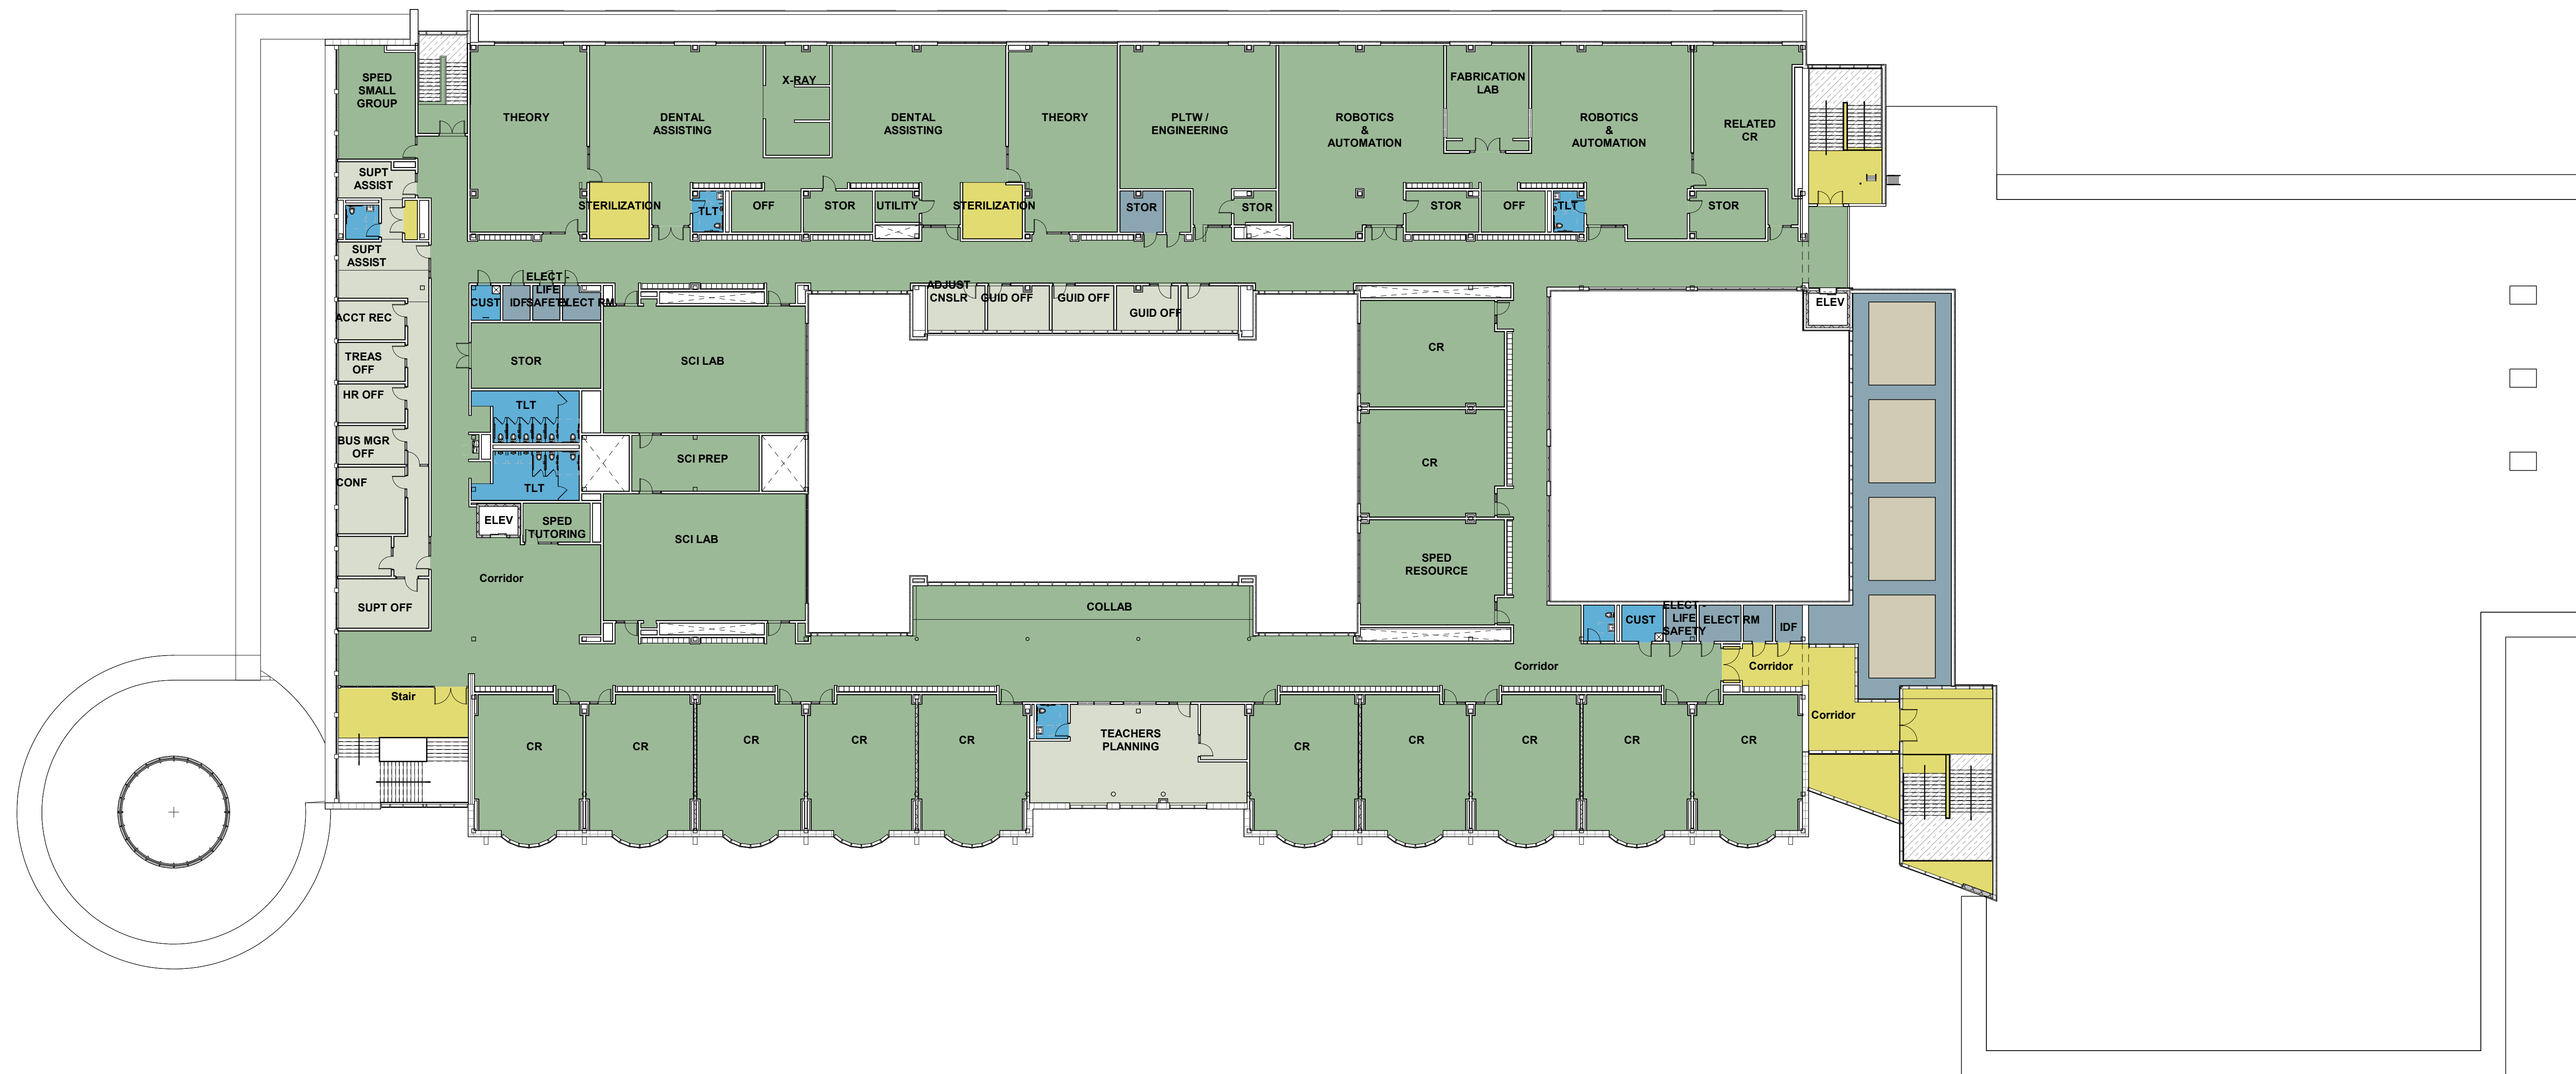 SPED
SMALL
GROUP
THEORY
DENTAL
ASSISTING
X-RAY
DENTAL
ASSISTING
THEORY
PLTW /
ENGINEERING
ROBOTICS
&
AUTOMATION
FABRICATION
LAB
ROBOTICS
&
AUTOMATION
RELATED
CR
SUPT
ASSIST
STERILIZATION
TLT
OFF
STOR
UTILITY
STERILIZATION
STOR
STOR
STOR
OFF
TLT
STOR
SUPT
ASSIST
CUST
IDF
ELECT -
LIFE
SAFETY
ELECT RM
ADJUST
CNSLR
GUID OFF
GUID OFF
GUID OFF
ELEV
ACCT REC
TREAS
OFF
HR OFF
BUS MGR
OFF
CONF
STOR
SCI LAB
CR
TLT
SCI PREP
CR
TLT
ELEV
SPED
TUTORING
SCI LAB
SPED
RESOURCE
Corridor
SUPT OFF
COLLAB
CUST
ELECT -
LIFE
SAFETY
ELECT RM
IDF
Corridor
Corridor
Stair
Corridor
CR
CR
CR
CR
CR
TEACHERS
PLANNING
CR
CR
CR
CR
CR